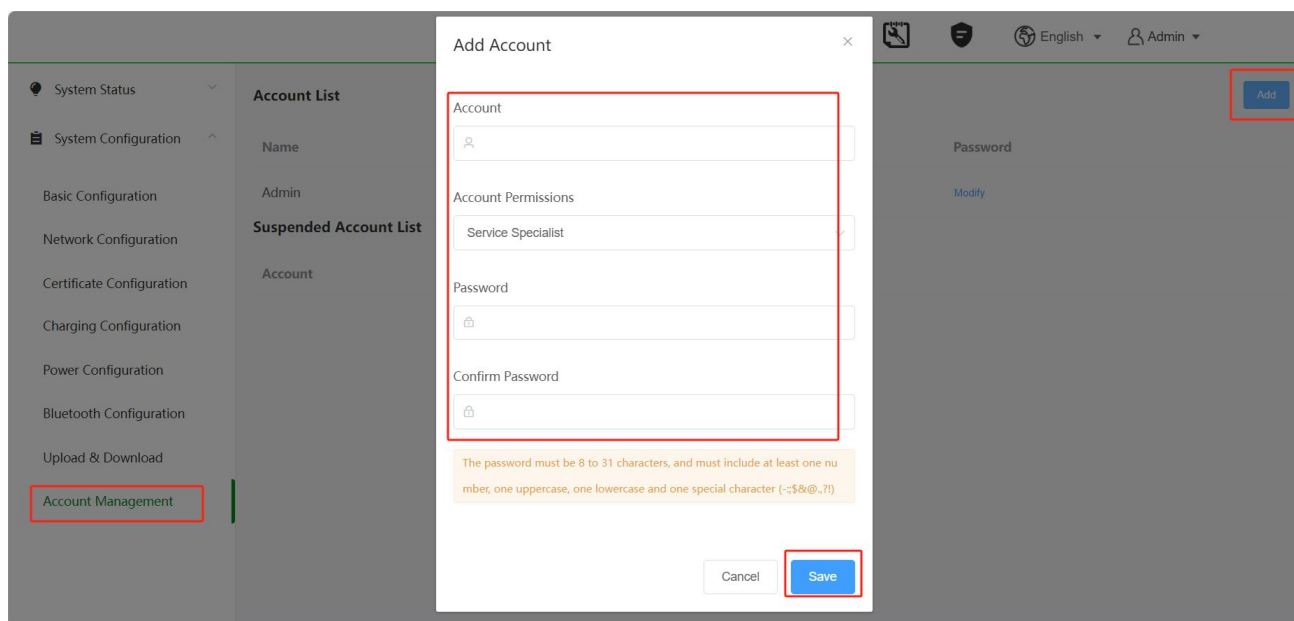 English
Admin
System Status
System Configuration
Basic Configuration
Network Configuration
Certificate Configuration
Charging Configuration
Power Configuration
Bluetooth Configuration
Upload & Download
Account Management
Account List
Add
Name
Password
Admin
Modify
Suspended Account List
Account
Add Account
Account
Account Permissions
Service Specialist
Password
Confirm Password
The password must be 8 to 31 characters, and must include at least one nu
mber, one uppercase, one lowercase and one special character (-:;$&@.,?!)
Cancel
Save